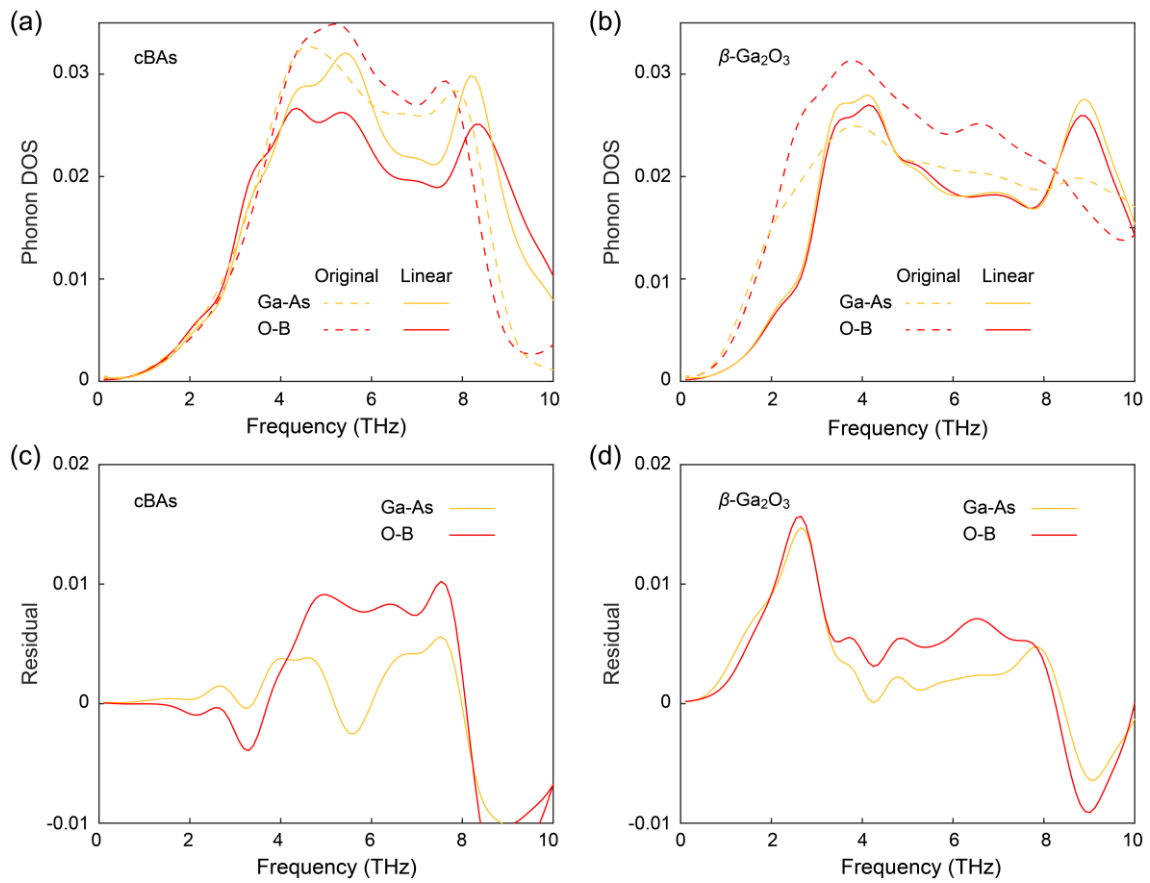 (a)
cBAs
Phonon DOS
0.03
0.02
0.01
0
Original Linear
Ga-As
O-B
0 2 4 6 8 10
Frequency (THz)
(b)
β-Ga₂O₃
Phonon DOS
0.03
0.02
0.01
0
Original Linear
Ga-As
O-B
0 2 4 6 8 10
Frequency (THz)
(c)
cBAs
Residual
0.02
0.01
0
-0.01
Ga-As
O-B
0 2 4 6 8 10
Frequency (THz)
(d)
β-Ga₂O₃
Residual
0.02
0.01
0
-0.01
Ga-As
O-B
0 2 4 6 8 10
Frequency (THz)